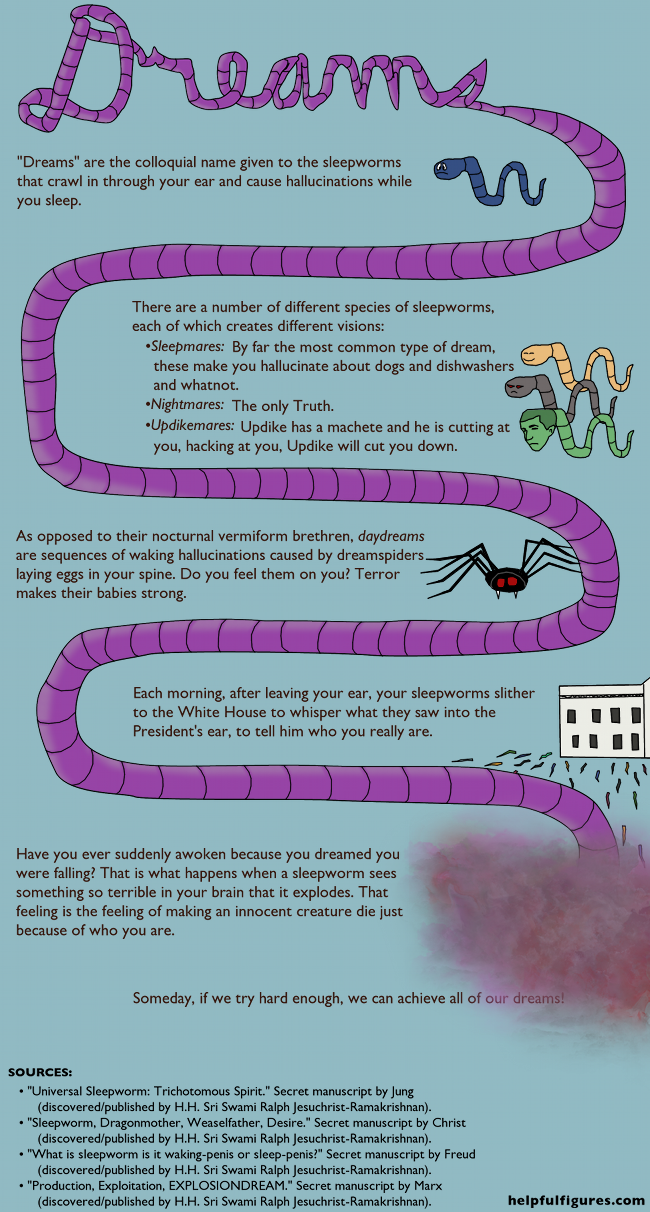 Dreams
"Dreams" are the colloquial name given to the sleepworms
that crawl in through your ear and cause hallucinations while
you sleep.
There are a number of different species of sleepworms,
each of which creates different visions:
•Sleepmares: By far the most common type of dream,
these make you hallucinate about dogs and dishwashers
and whatnot.
•Nightmares: The only Truth.
•Updikemares: Updike has a machete and he is cutting at
you, hacking at you, Updike will cut you down.
As opposed to their nocturnal vermiform brethren, daydreams
are sequences of waking hallucinations caused by dreamspiders
laying eggs in your spine. Do you feel them on you? Terror
makes their babies strong.
Each morning, after leaving your ear, your sleepworms slither
to the White House to whisper what they saw into the
President's ear, to tell him who you really are.
Have you ever suddenly awoken because you dreamed you
were falling? That is what happens when a sleepworm sees
something so terrible in your brain that it explodes. That
feeling is the feeling of making an innocent creature die just
because of who you are.
Someday, if we try hard enough, we can achieve all of our dreams!
SOURCES:
• "Universal Sleepworm: Trichotomous Spirit." Secret manuscript by Jung
(discovered/published by H.H. Sri Swami Ralph Jesuchrist-Ramakrishnan).
• "Sleepworm, Dragonmother, Weaselfather, Desire." Secret manuscript by Christ
(discovered/published by H.H. Sri Swami Ralph Jesuchrist-Ramakrishnan).
• "What is sleepworm is it waking-penis or sleep-penis?" Secret manuscript by Freud
(discovered/published by H.H. Sri Swami Ralph Jesuchrist-Ramakrishnan).
• "Production, Exploitation, EXPLOSIONDREAM." Secret manuscript by Marx
(discovered/published by H.H. Sri Swami Ralph Jesuchrist-Ramakrishnan).
helpfulfigures.com